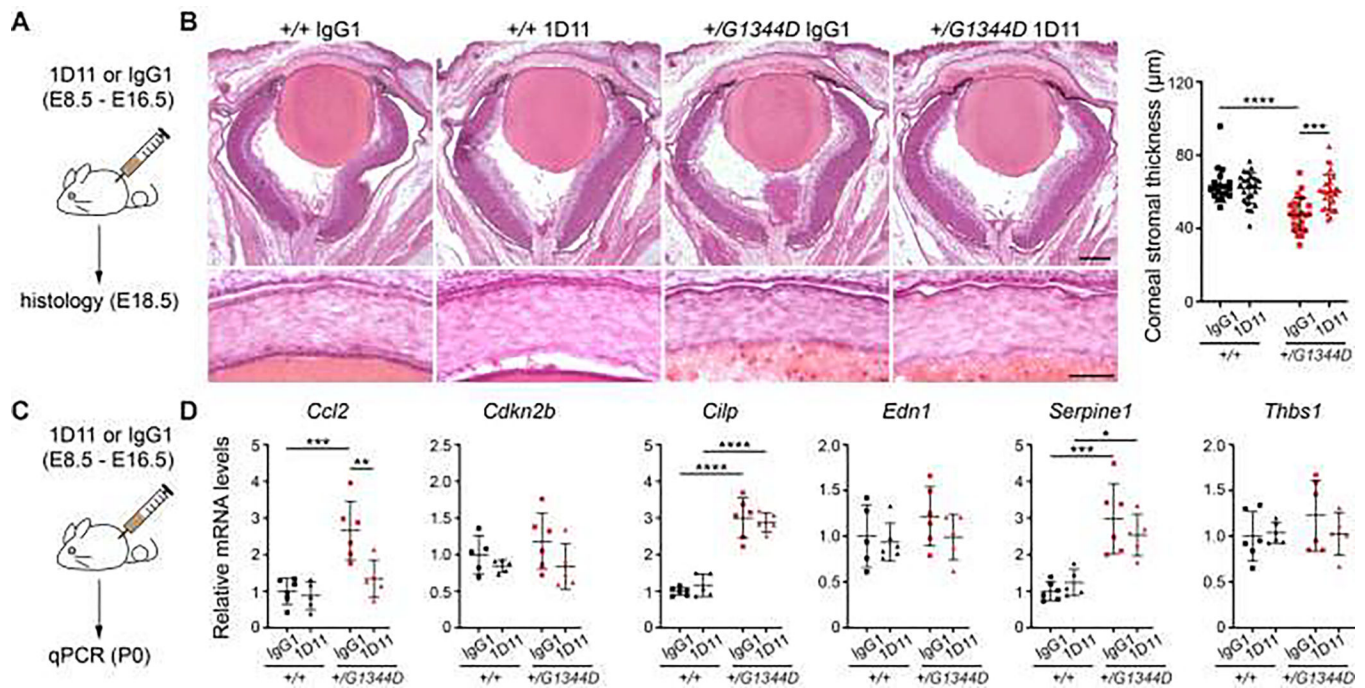 A
1D11 or IgG1
(E8.5 - E16.5)
histology (E18.5)
B
+/+ IgG1
+/+ 1D11
+/G1344D IgG1
+/G1344D 1D11
Corneal stromal thickness (µm)
120
80
40
0
****
***
IgG1
1D11
IgG1
1D11
+/+
+/G1344D
C
1D11 or IgG1
(E8.5 - E16.5)
qPCR (P0)
D
Relative mRNA levels
Ccl2
5
4
3
2
1
0
***
**
IgG1
1D11
IgG1
1D11
+/+
+/G1344D
Cdkn2b
2.5
2.0
1.5
1.0
0.5
0
IgG1
1D11
IgG1
1D11
+/+
+/G1344D
Cilp
5
4
3
2
1
0
****
****
IgG1
1D11
IgG1
1D11
+/+
+/G1344D
Edn1
2.0
1.5
1.0
0.5
0
IgG1
1D11
IgG1
1D11
+/+
+/G1344D
Serpine1
5
4
3
2
1
0
*
***
IgG1
1D11
IgG1
1D11
+/+
+/G1344D
Thbs1
2.0
1.5
1.0
0.5
0
IgG1
1D11
IgG1
1D11
+/+
+/G1344D